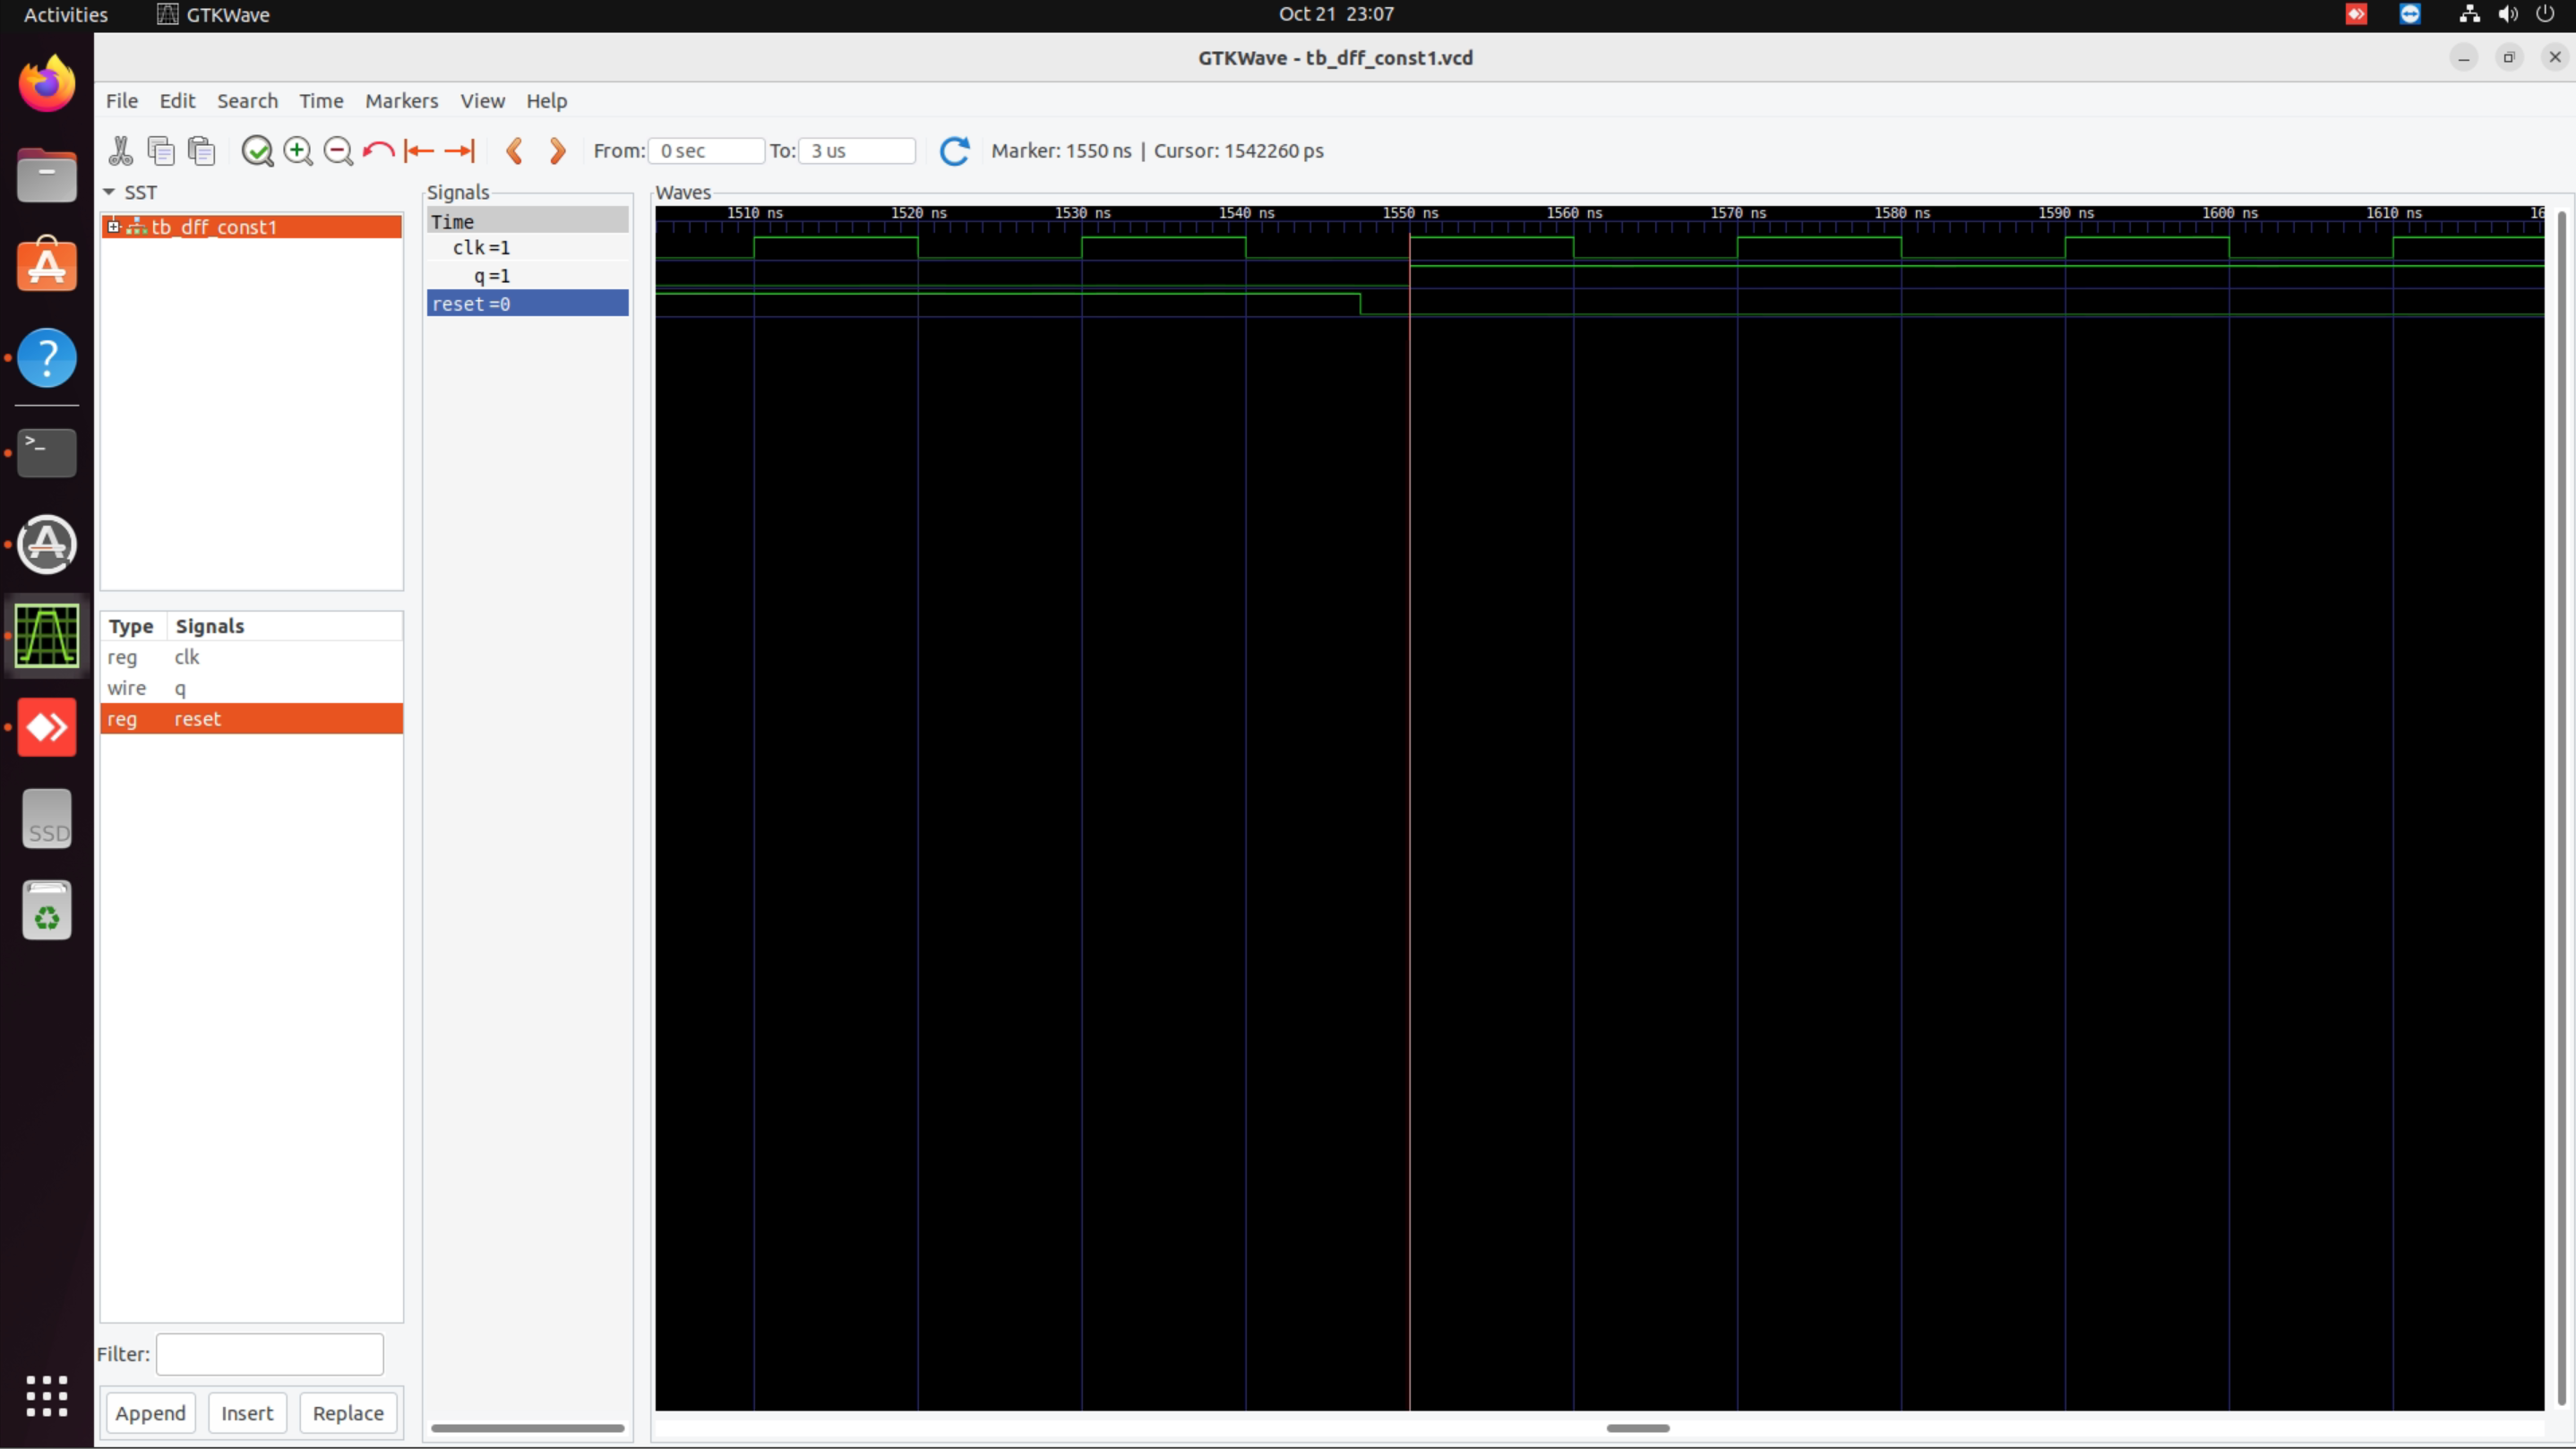 Activities GTKWave Oct 21 23:07
GTKWave - tb_dff_const1.vcd
File Edit Search Time Markers View Help
From: 0 sec To: 3 us Marker: 1550 ns | Cursor: 1542260 ps
SST
tb_dff_const1
Signals
Time
clk=1
q=1
reset=0
Waves
1510 ns 1520 ns 1530 ns 1540 ns 1550 ns 1560 ns 1570 ns 1580 ns 1590 ns 1600 ns 1610 ns 16
Type Signals
reg clk
wire q
reg reset
SSD
Filter:
Append Insert Replace